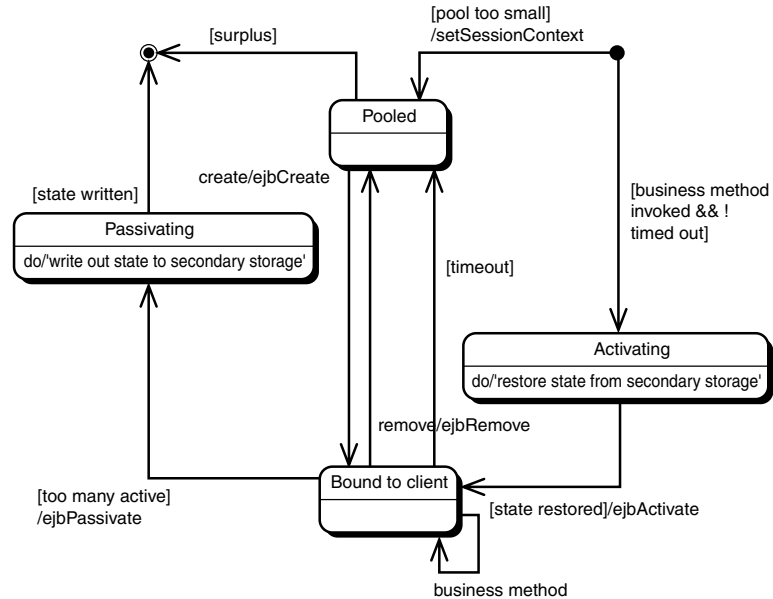 [pool too small]
/setSessionContext
[surplus]
Pooled
create/ejbCreate
[state written]
[business method
invoked && !
timed out]
Passivating
do/'write out state to secondary storage'
[timeout]
Activating
do/'restore state from secondary storage'
remove/ejbRemove
Bound to client
[too many active]
/ejbPassivate
[state restored]/ejbActivate
business method